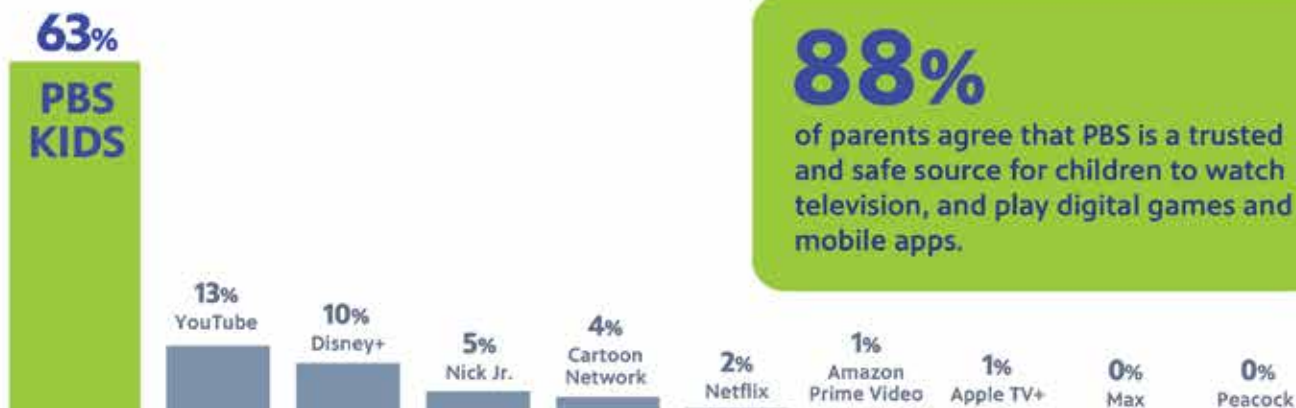 63%
PBS
KIDS
88%
of parents agree that PBS is a trusted
and safe source for children to watch
television, and play digital games and
mobile apps.
13%
YouTube
10%
Disney+
5%
Nick Jr.
4%
Cartoon
Network
2%
Netflix
1%
Amazon
Prime Video
1%
Apple TV+
0%
Max
0%
Peacock